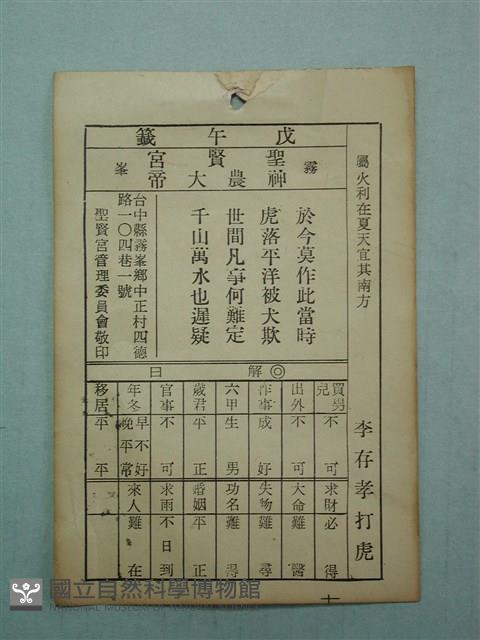 戊午籤
霧峯
聖賢宮
神農大帝
屬火利在夏天宜其南方
李存孝打虎
於今莫作此當時
虎落平洋被犬欺
世間凡事何難定
千山萬水也遲疑
台中縣霧峯鄉中正村四德
路一〇四巷一號
聖賢宮管理委員會敬印
◎解曰
買男兒 不可
出外 不可
作事 成好
六甲 生男
歲君 平正
官事 不可
年冬 早不好 晚平常
移居 平平
求財 必得
大命 難醫
失物 難尋
功名 難得
婚姻 平正
求雨 不日到
來人 難在
國立自然科學博物館